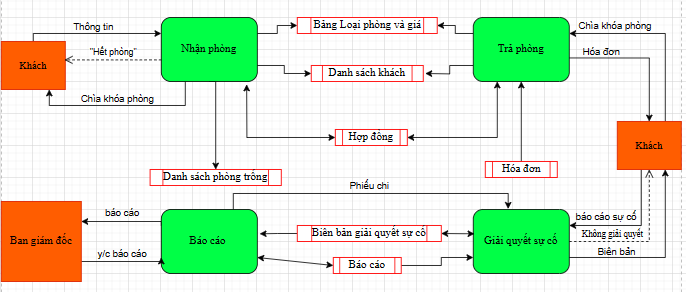 Thông tin
Bảng Loại phòng và giá
Chìa khóa phòng
Nhận phòng
Trả phòng
"Hết phòng"
Hóa đơn
Khách
Danh sách khách
Chìa khóa phòng
Hợp đồng
Khách
Danh sách phòng trống
Hóa đơn
Phiếu chi
báo cáo
báo cáo sự cố
Ban giám đốc
Báo cáo
Biên bản giải quyết sự cố
Giải quyết sự cố
Không giải quyết
y/c báo cáo
Báo cáo
Biên bản